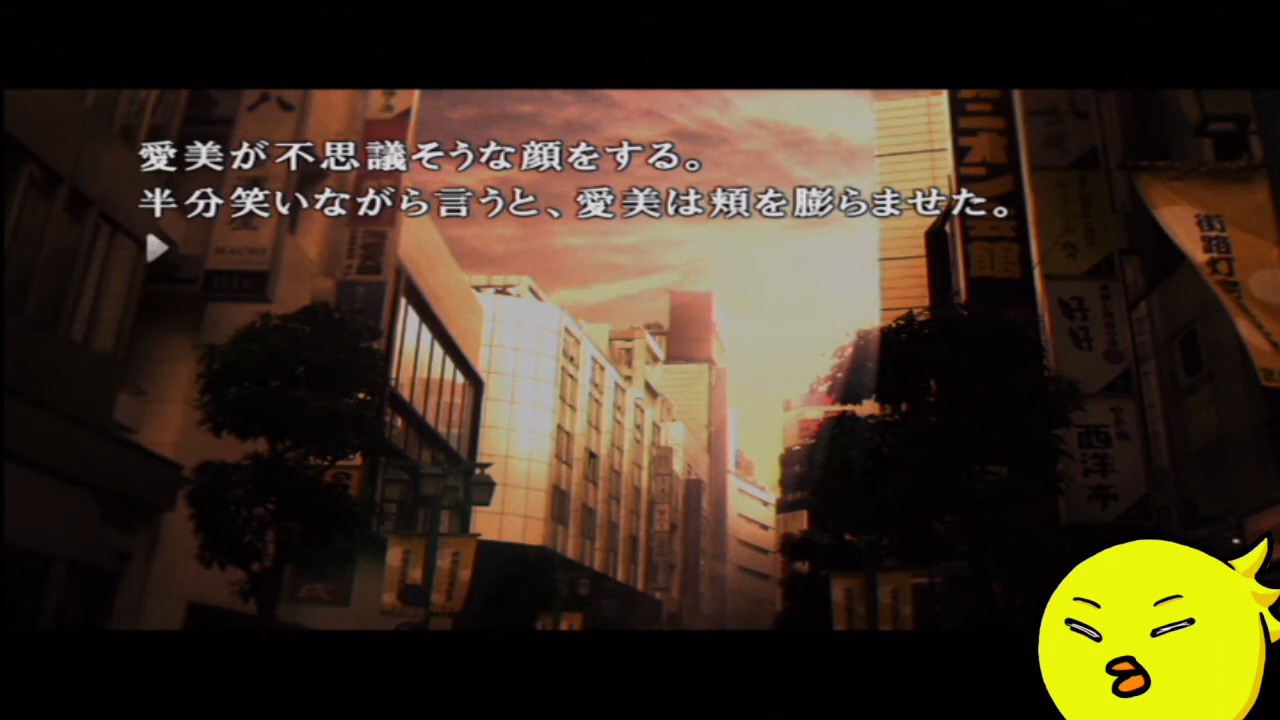 愛美が不思議そうな顔をする。
半分笑いながら言うと、愛美は頬を膨らませた。
街路灯
好好
西洋亭